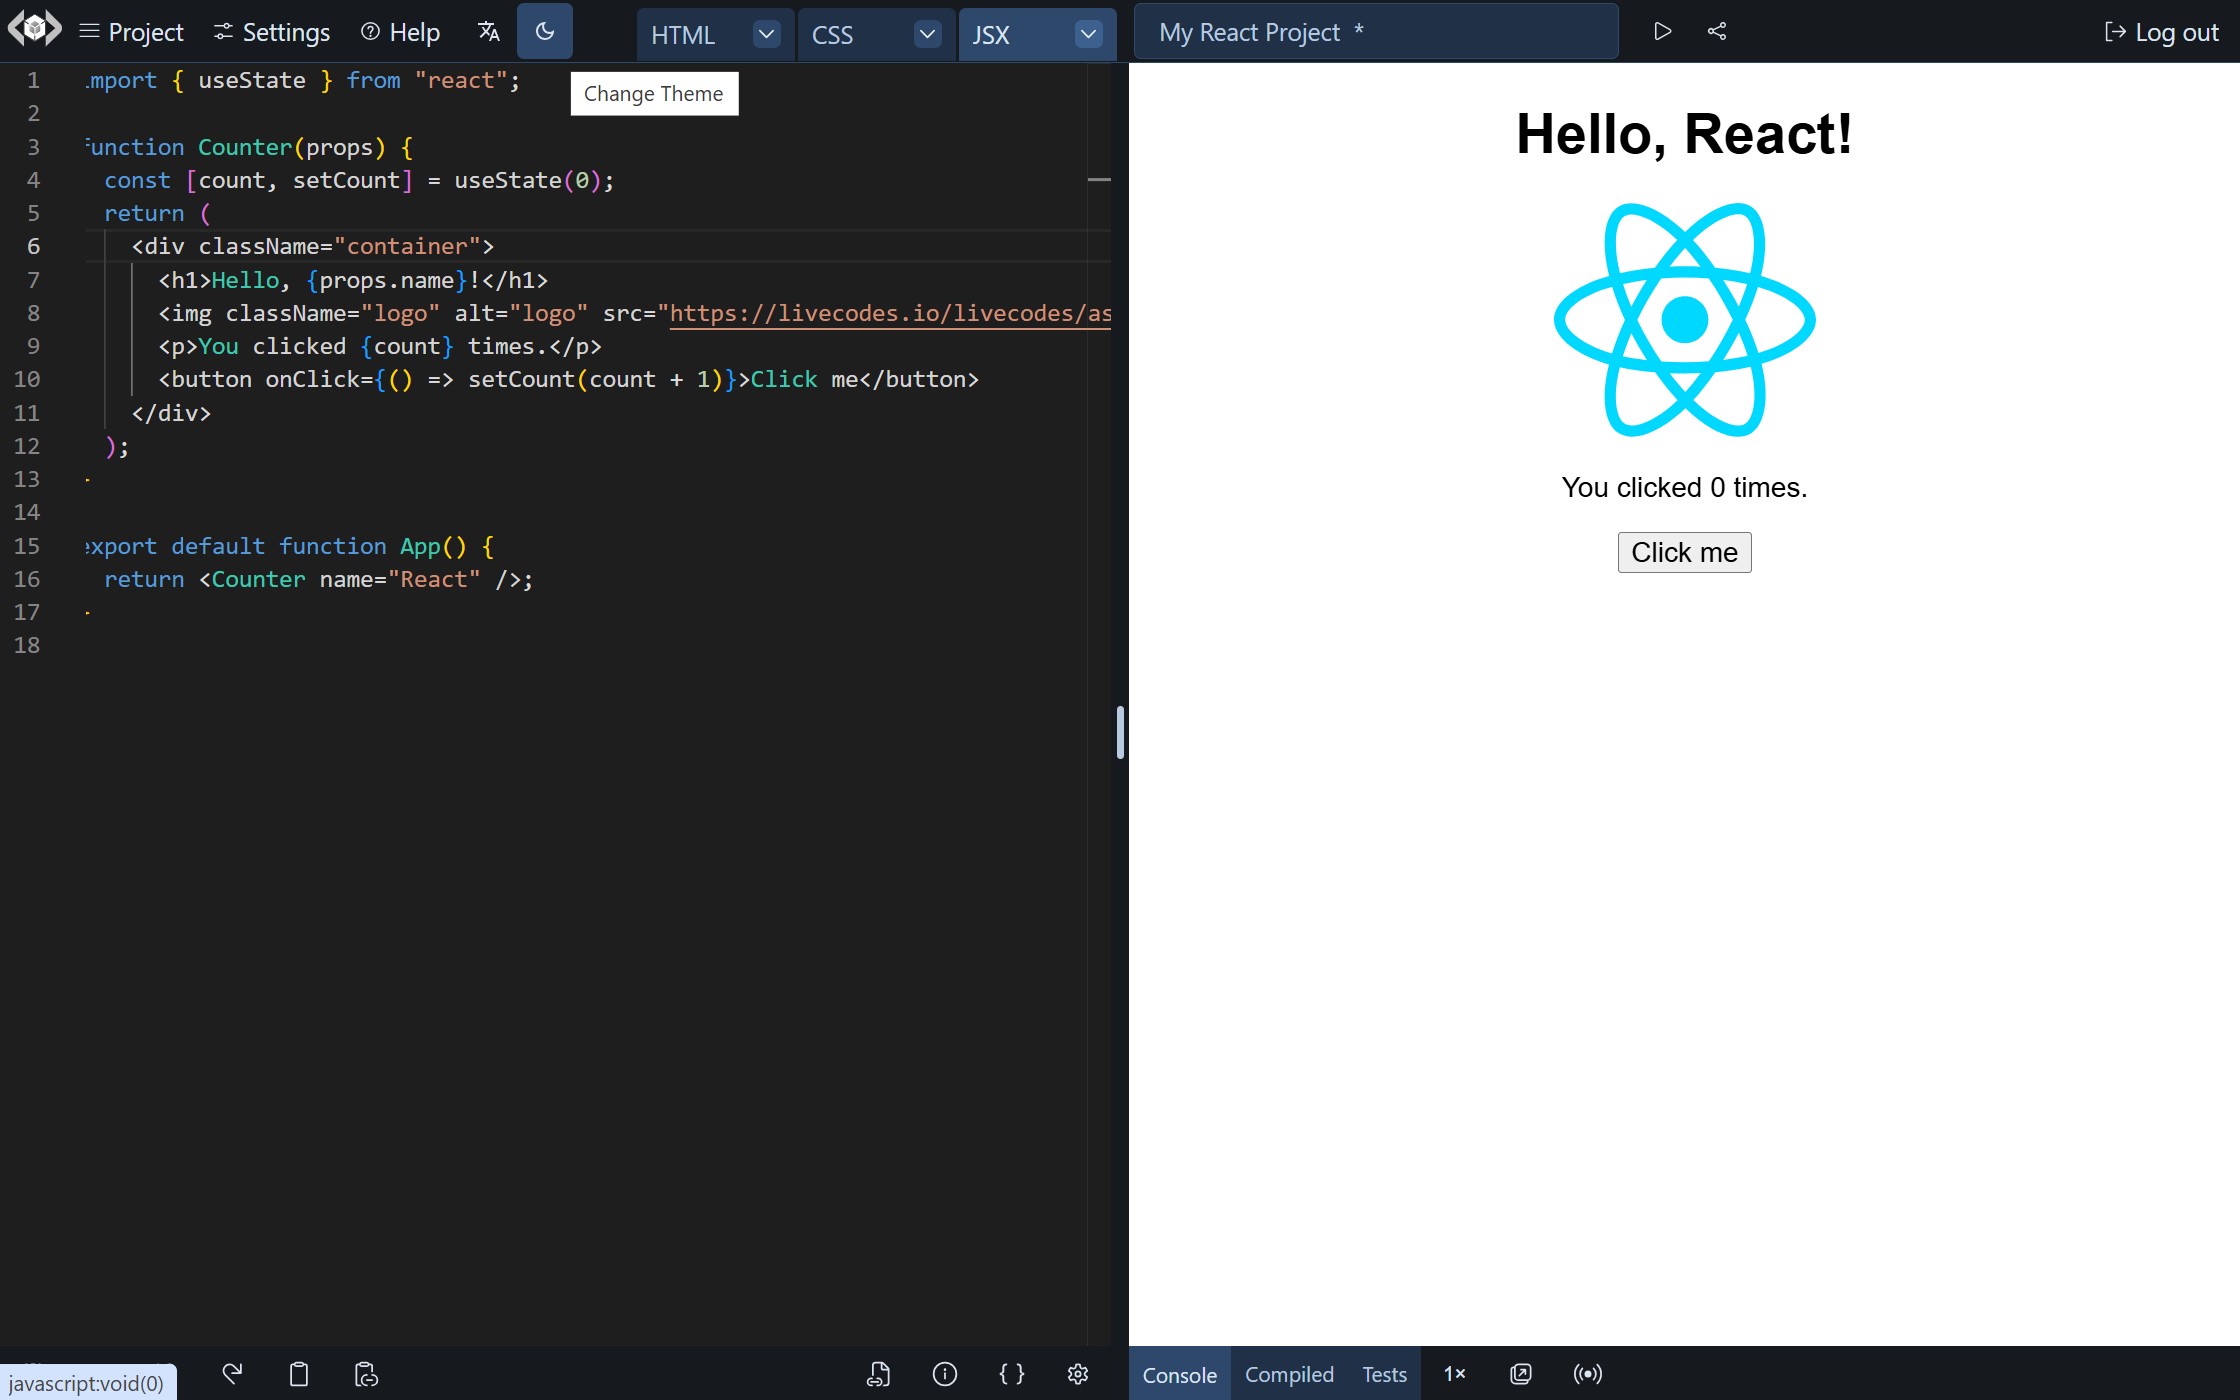 Project Settings Help HTML CSS JSX My React Project * Log out
Change Theme
1 import { useState } from "react";
2
3 function Counter(props) {
4 const [count, setCount] = useState(0);
5 return (
6 <div className="container">
7 <h1>Hello, {props.name}!</h1>
8 <img className="logo" alt="logo" src="https://livecodes.io/livecodes/as
9 <p>You clicked {count} times.</p>
10 <button onClick={() => setCount(count + 1)}>Click me</button>
11 </div>
12 );
13 }
14
15 export default function App() {
16 return <Counter name="React" />;
17 }
18
Hello, React!
You clicked 0 times.
Click me
javascript:void(0)
Console Compiled Tests 1×